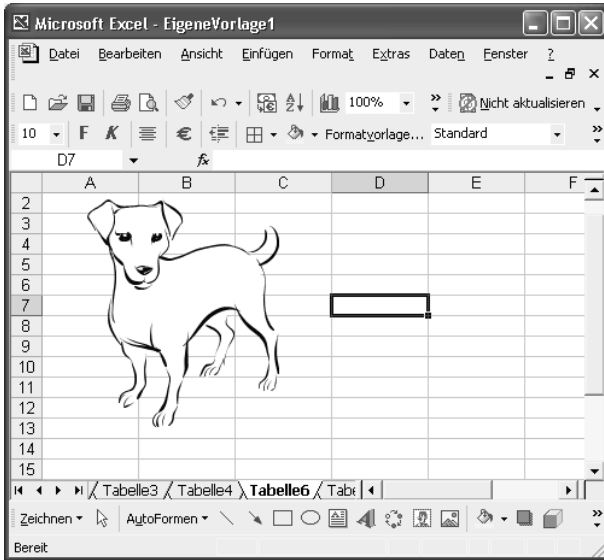 Microsoft Excel - EigeneVorlage1
Datei Bearbeiten Ansicht Einfügen Format Extras Daten Fenster ?
100% Nicht aktualisieren
10 F K € Formatvorlage... Standard
D7 fx
A B C D E F
2
3
4
5
6
7
8
9
10
11
12
13
14
15
Tabelle3 Tabelle4 Tabelle6 Tabe
Zeichnen AutoFormen
Bereit